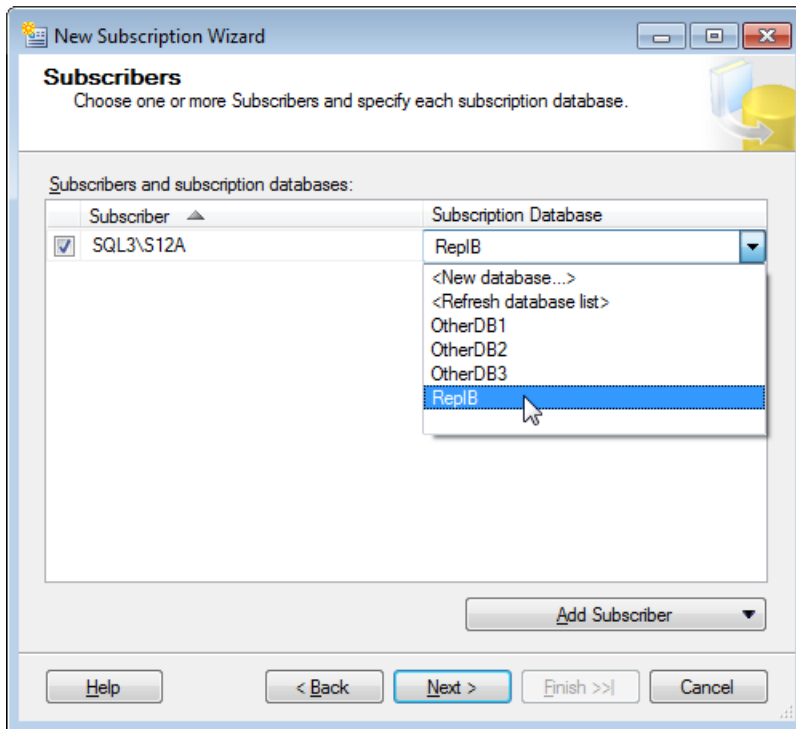 New Subscription Wizard
Subscribers
Choose one or more Subscribers and specify each subscription database.
Subscribers and subscription databases:
Subscriber Subscription Database
SQL3\S12A ReplB
<New database...>
<Refresh database list>
OtherDB1
OtherDB2
OtherDB3
ReplB
Add Subscriber
Help < Back Next > Finish >>| Cancel